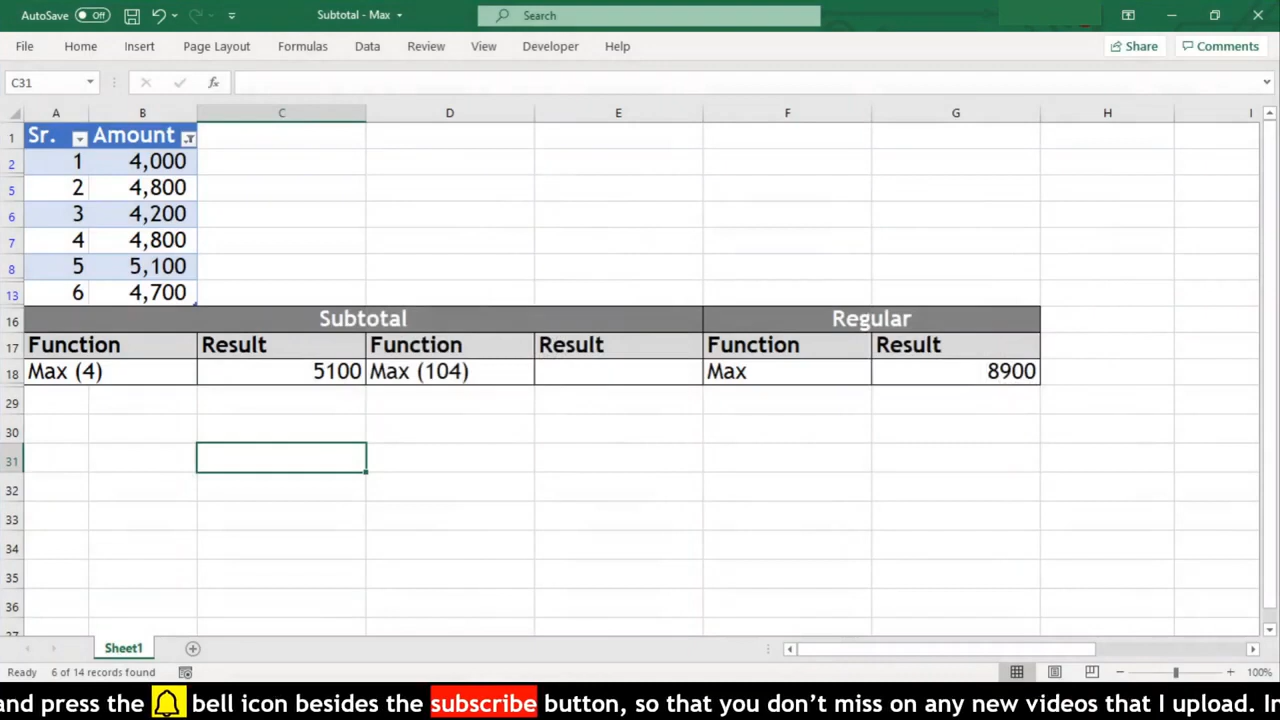 AutoSave Off Subtotal - Max Search
File Home Insert Page Layout Formulas Data Review View Developer Help Share Comments
C31 fx
A B C D E F G H I
1 Sr. Amount
2 1 4,000
5 2 4,800
6 3 4,200
7 4 4,800
8 5 5,100
13 6 4,700
16 Subtotal Regular
17 Function Result Function Result Function Result
18 Max (4) 5100 Max (104) Max 8900
29
30
31
32
33
34
35
36
37
Sheet1
Ready 6 of 14 records found 100%
and press the bell icon besides the subscribe button, so that you don’t miss on any new videos that I upload. In